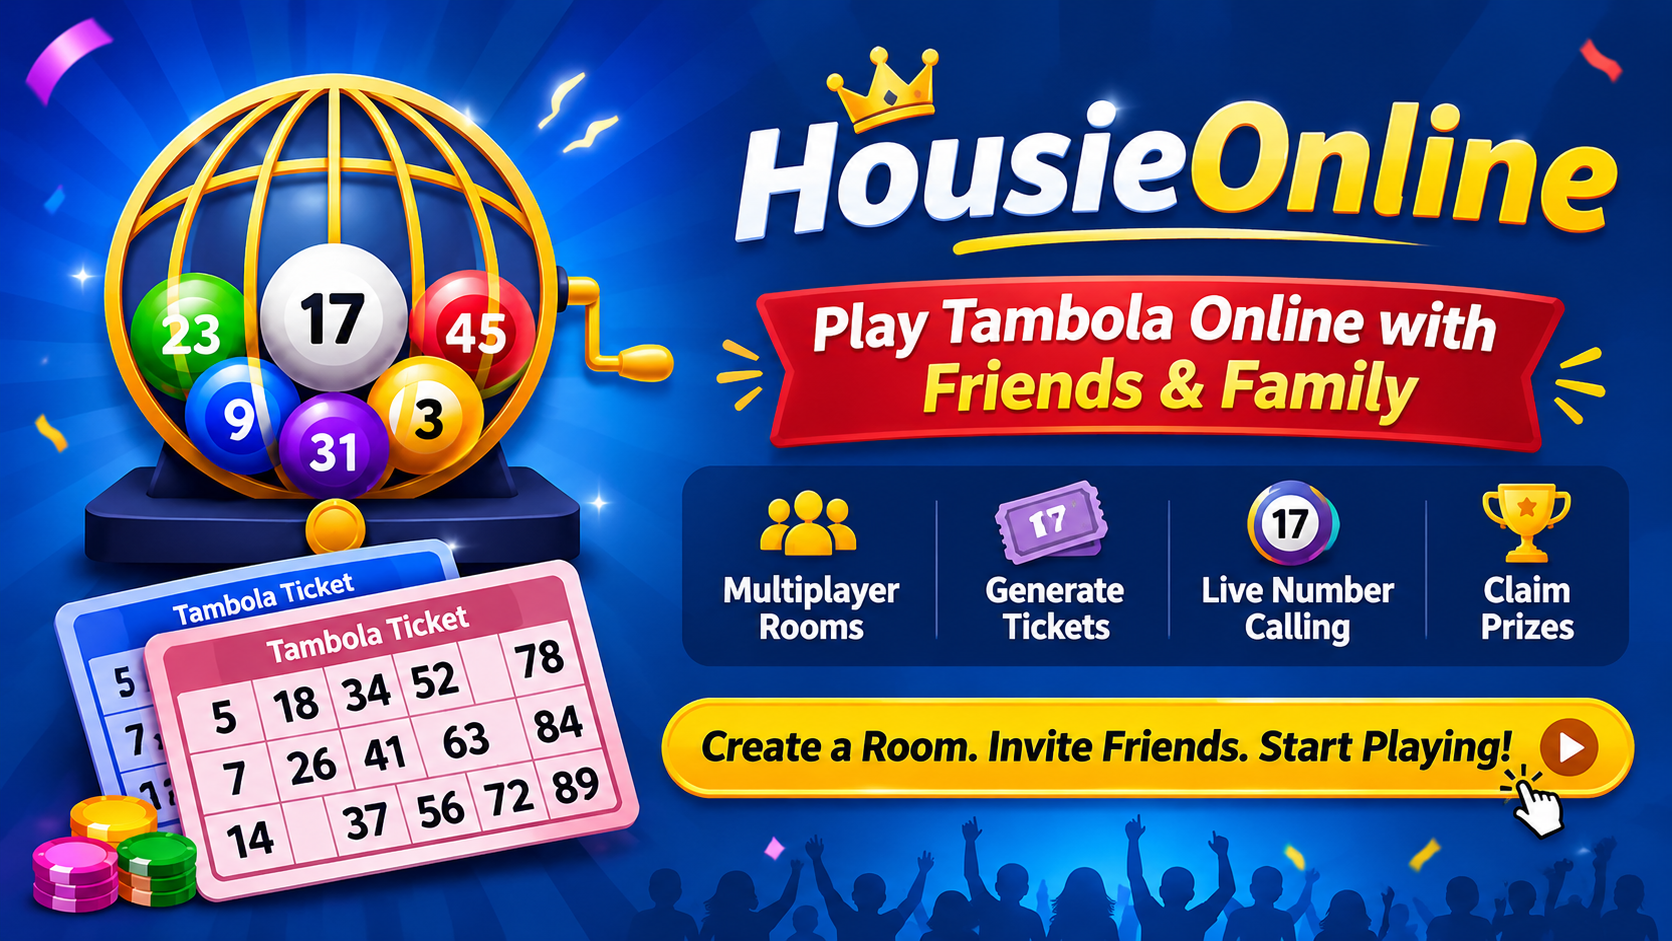 HousieOnline
Play Tambola Online with
Friends & Family
23
17
45
9
31
3
Multiplayer
Rooms
17
Generate
Tickets
17
Live Number
Calling
Claim
Prizes
Create a Room. Invite Friends. Start Playing!
Tambola Ticket
5
7
Tambola Ticket
5 18 34 52 78
7 26 41 63 84
14 37 56 72 89